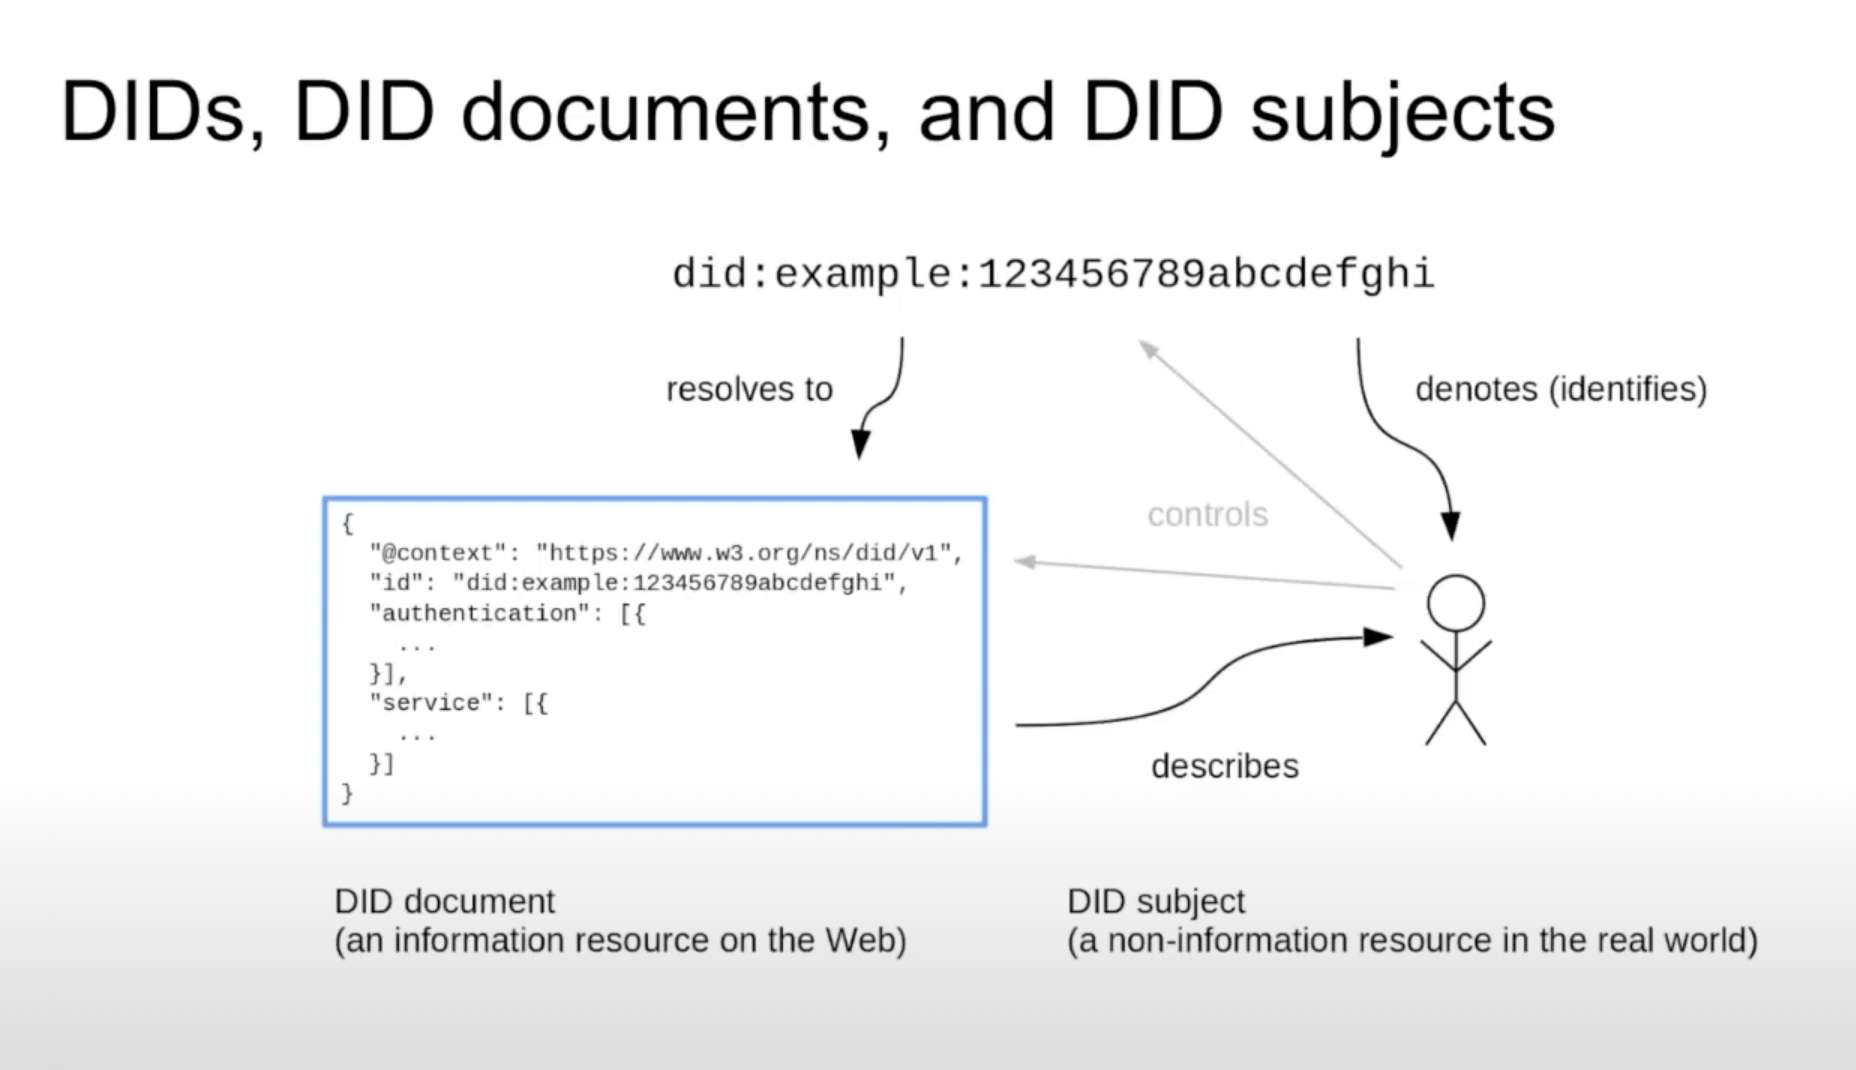 DIDs, DID documents, and DID subjects
did:example:123456789abcdefghi
resolves to
denotes (identifies)
controls
{
"@context": "https://www.w3.org/ns/did/v1",
"id": "did:example:123456789abcdefghi",
"authentication": [{
...
}],
"service": [{
...
}]
}
describes
DID document
(an information resource on the Web)
DID subject
(a non-information resource in the real world)